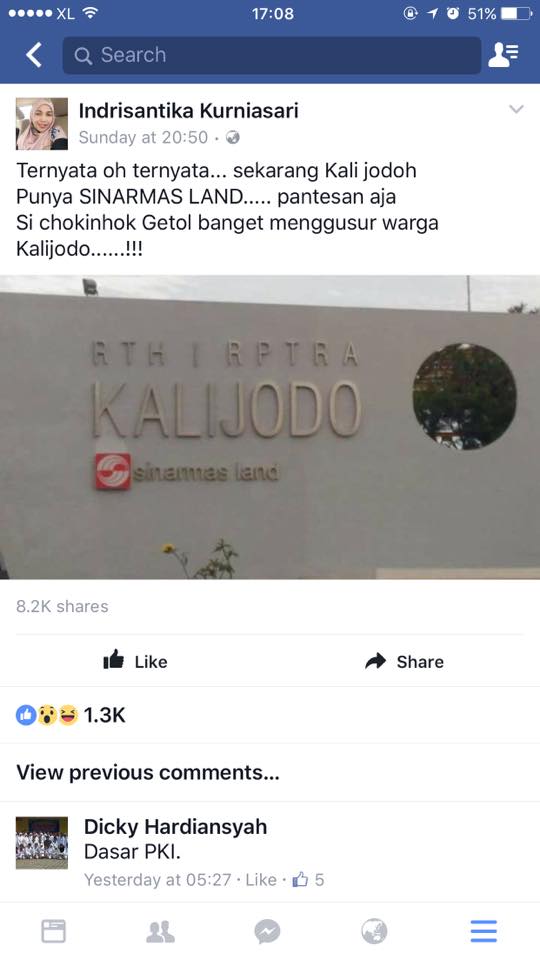 XL 17:08 51%
Search
Indrisantika Kurniasari
Sunday at 20:50 ·
Ternyata oh ternyata... sekarang Kali jodoh
Punya SINARMAS LAND..... pantesan aja
Si chokinhok Getol banget menggusur warga
Kalijodo......!!!
RTH | RPTRA
KALIJODO
sinarmas land
8.2K shares
Like Share
1.3K
View previous comments...
Dicky Hardiansyah
Dasar PKI.
Yesterday at 05:27 · Like · 5